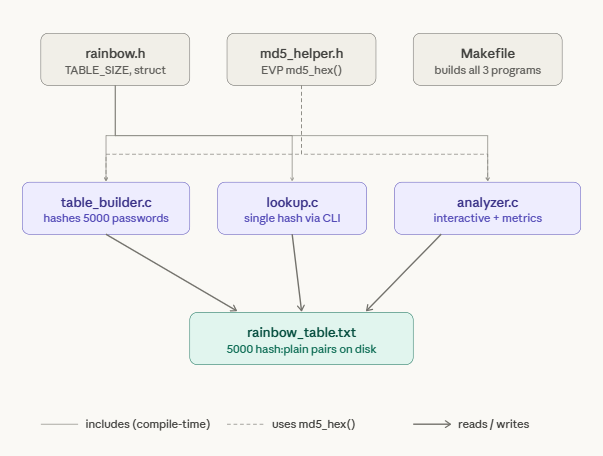 rainbow.h
TABLE_SIZE, struct
md5_helper.h
EVP md5_hex()
Makefile
builds all 3 programs
table_builder.c
hashes 5000 passwords
lookup.c
single hash via CLI
analyzer.c
interactive + metrics
rainbow_table.txt
5000 hash:plain pairs on disk
includes (compile-time)
uses md5_hex()
reads / writes